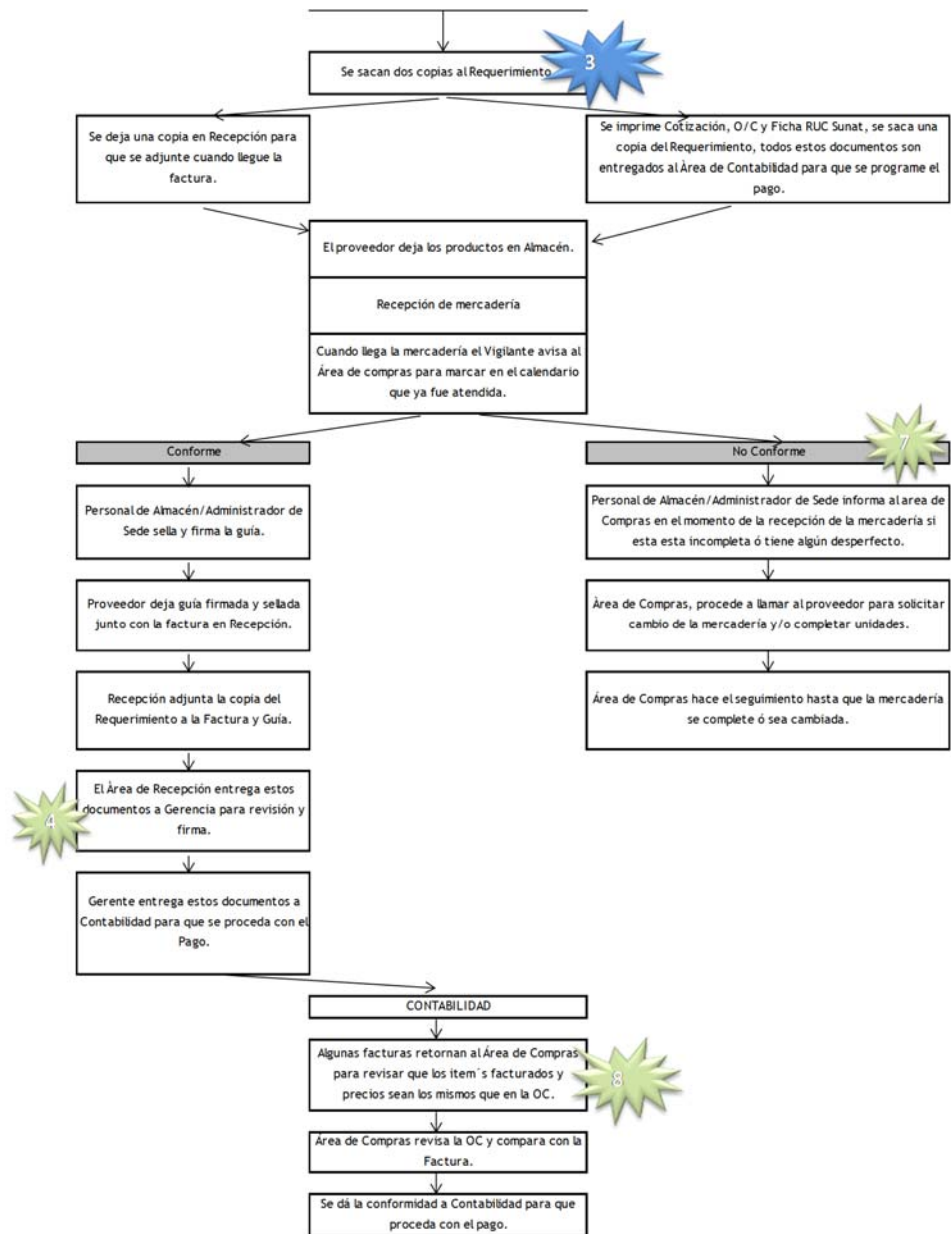 Se sacan dos copias al Requerimiento
3
Se deja una copia en Recepción para
que se adjunte cuando llegue la
factura.
Se imprime Cotización, O/C y Ficha RUC Sunat, se saca una
copia del Requerimiento, todos estos documentos son
entregados al Àrea de Contabilidad para que se programe el
pago.
El proveedor deja los productos en Almacén.
Recepción de mercadería
Cuando llega la mercadería el Vigilante avisa al
Área de compras para marcar en el calendario
que ya fue atendida.
Conforme
Personal de Almacén/Administrador de
Sede sella y firma la guía.
Proveedor deja guía firmada y sellada
junto con la factura en Recepción.
Recepción adjunta la copia del
Requerimiento a la Factura y Guía.
El Àrea de Recepción entrega estos
documentos a Gerencia para revisión y
firma.
4
Gerente entrega estos documentos a
Contabilidad para que se proceda con el
Pago.
No Conforme
7
Personal de Almacén/Administrador de Sede informa al area de
Compras en el momento de la recepción de la mercadería si
esta esta incompleta ó tiene algún desperfecto.
Àrea de Compras, procede a llamar al proveedor para solicitar
cambio de la mercadería y/o completar unidades.
Área de Compras hace el seguimiento hasta que la mercadería
se complete ó sea cambiada.
CONTABILIDAD
Algunas facturas retornan al Área de Compras
para revisar que los item´s facturados y
precios sean los mismos que en la OC.
8
Área de Compras revisa la OC y compara con la
Factura.
Se dá la conformidad a Contabilidad para que
proceda con el pago.